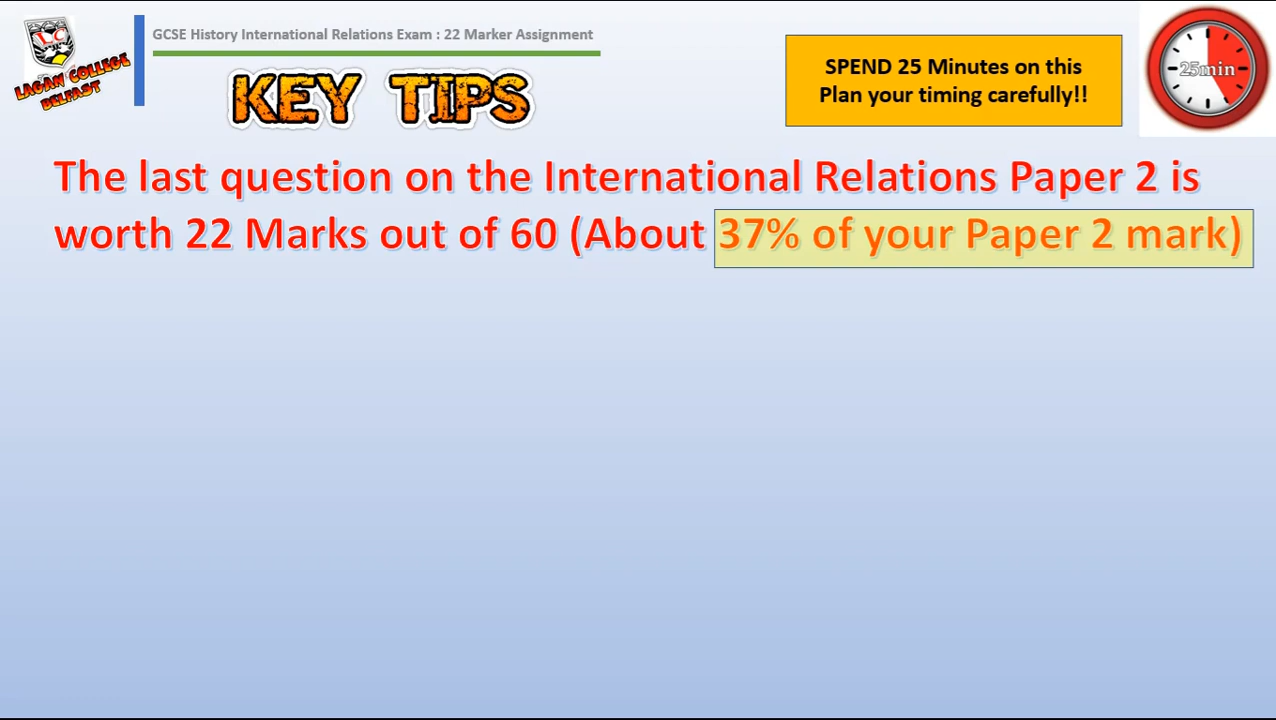 LC
LAGAN COLLEGE
BELFAST
GCSE History International Relations Exam : 22 Marker Assignment
KEY TIPS
SPEND 25 Minutes on this
Plan your timing carefully!!
25min
The last question on the International Relations Paper 2 is
worth 22 Marks out of 60 (About 37% of your Paper 2 mark)